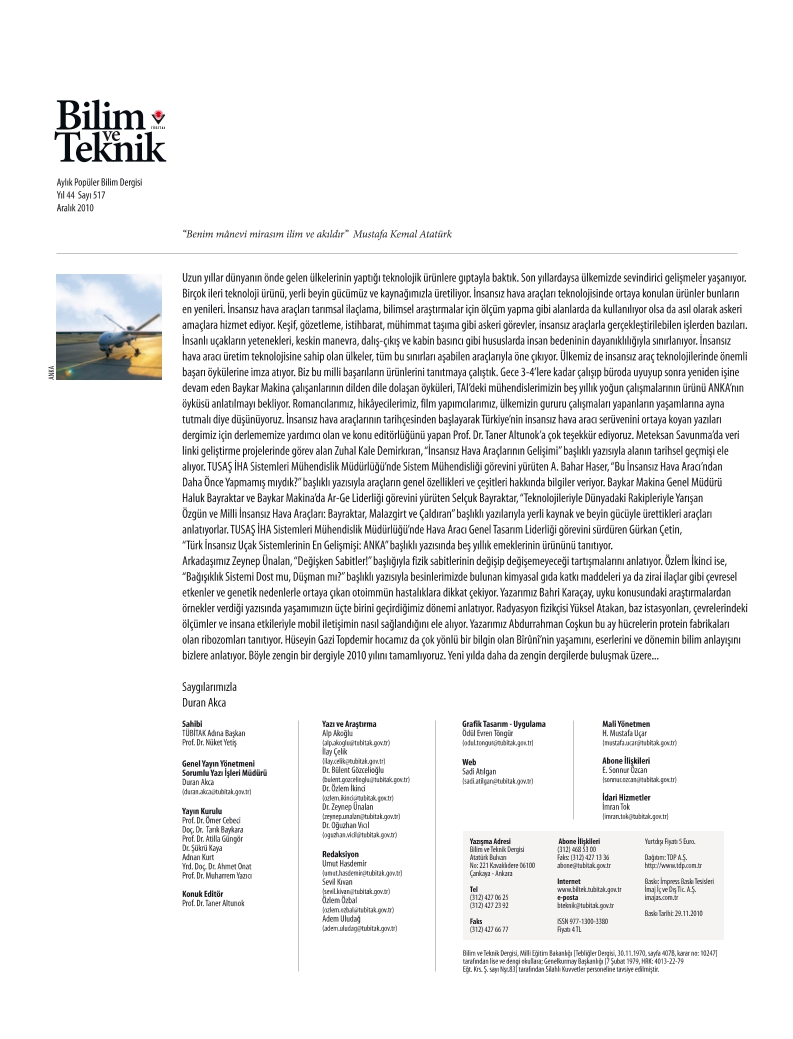 Bilim
ve
Teknik
TÜBİTAK
Aylık Popüler Bilim Dergisi
Yıl 44 Sayı 517
Aralık 2010
“Benim mânevi mirasım ilim ve akıldır” Mustafa Kemal Atatürk
ANKA
Uzun yıllar dünyanın önde gelen ülkelerinin yaptığı teknolojik ürünlere gıptayla baktık. Son yıllardaysa ülkemizde sevindirici gelişmeler yaşanıyor.
Birçok ileri teknoloji ürünü, yerli beyin gücümüz ve kaynağımızla üretiliyor. İnsansız hava araçları teknolojisinde ortaya konulan ürünler bunların
en yenileri. İnsansız hava araçları tarımsal ilaçlama, bilimsel araştırmalar için ölçüm yapma gibi alanlarda da kullanılıyor olsa da asıl olarak askeri
amaçlara hizmet ediyor. Keşif, gözetleme, istihbarat, mühimmat taşıma gibi askeri görevler, insansız araçlarla gerçekleştirilebilen işlerden bazıları.
İnsanlı uçakların yetenekleri, keskin manevra, dalış-çıkış ve kabin basıncı gibi hususlarda insan bedeninin dayanıklılığıyla sınırlanıyor. İnsansız
hava aracı üretim teknolojisine sahip olan ülkeler, tüm bu sınırları aşabilen araçlarıyla öne çıkıyor. Ülkemiz de insansız araç teknolojilerinde önemli
başarı öykülerine imza atıyor. Biz bu milli başarıların ürünlerini tanıtmaya çalıştık. Gece 3-4’lere kadar çalışıp büroda uyuyup sonra yeniden işine
devam eden Baykar Makina çalışanlarının dilden dile dolaşan öyküleri, TAI’deki mühendislerimizin beş yıllık yoğun çalışmalarının ürünü ANKA’nın
öyküsü anlatılmayı bekliyor. Romancılarımız, hikâyecilerimiz, film yapımcılarımız, ülkemizin gururu çalışmaları yapanların yaşamlarına ayna
tutmalı diye düşünüyoruz. İnsansız hava araçlarının tarihçesinden başlayarak Türkiye’nin insansız hava aracı serüvenini ortaya koyan yazıları
dergimiz için derlememize yardımcı olan ve konu editörlüğünü yapan Prof. Dr. Taner Altunok’a çok teşekkür ediyoruz. Meteksan Savunma’da veri
linki geliştirme projelerinde görev alan Zuhal Kale Demirkıran, “İnsansız Hava Araçlarının Gelişimi” başlıklı yazısıyla alanın tarihsel geçmişi ele
alıyor. TUSAŞ İHA Sistemleri Mühendislik Müdürlüğü’nde Sistem Mühendisliği görevini yürüten A. Bahar Haser, “Bu İnsansız Hava Aracı’ndan
Daha Önce Yapmamış mıydık?” başlıklı yazısıyla araçların genel özellikleri ve çeşitleri hakkında bilgiler veriyor. Baykar Makina Genel Müdürü
Haluk Bayraktar ve Baykar Makina’da Ar-Ge Liderliği görevini yürüten Selçuk Bayraktar, “Teknolojileriyle Dünyadaki Rakipleriyle Yarışan
Özgün ve Milli İnsansız Hava Araçları: Bayraktar, Malazgirt ve Çaldıran” başlıklı yazılarıyla yerli kaynak ve beyin gücüyle ürettikleri araçları
anlatıyorlar. TUSAŞ İHA Sistemleri Mühendislik Müdürlüğü’nde Hava Aracı Genel Tasarım Liderliği görevini sürdüren Gürkan Çetin,
“Türk İnsansız Uçak Sistemlerinin En Gelişmişi: ANKA” başlıklı yazısında beş yıllık emeklerinin ürününü tanıtıyor.
Arkadaşımız Zeynep Ünalan, “Değişken Sabitler!” başlığıyla fizik sabitlerinin değişip değişemeyeceği tartışmalarını anlatıyor. Özlem İkinci ise,
“Bağışıklık Sistemi Dost mu, Düşman mı?” başlıklı yazısıyla besinlerimizde bulunan kimyasal gıda katkı maddeleri ya da zirai ilaçlar gibi çevresel
etkenler ve genetik nedenlerle ortaya çıkan otoimmün hastalıklara dikkat çekiyor. Yazarımız Bahri Karaçay, uyku konusundaki araştırmalardan
örnekler verdiği yazısında yaşamımızın üçte birini geçirdiğimiz dönemi anlatıyor. Radyasyon fizikçisi Yüksel Atakan, baz istasyonları, çevrelerindeki
ölçümler ve insana etkileriyle mobil iletişimin nasıl sağlandığını ele alıyor. Yazarımız Abdurrahman Coşkun bu ay hücrelerin protein fabrikaları
olan ribozomları tanıtıyor. Hüseyin Gazi Topdemir hocamız da çok yönlü bir bilgin olan Bîrûnî’nin yaşamını, eserlerini ve dönemin bilim anlayışını
bizlere anlatıyor. Böyle zengin bir dergiyle 2010 yılını tamamlıyoruz. Yeni yılda daha da zengin dergilerde buluşmak üzere...
Saygılarımızla
Duran Akca
Sahibi
TÜBİTAK Adına Başkan
Prof. Dr. Nüket Yetiş
Genel Yayın Yönetmeni
Sorumlu Yazı İşleri Müdürü
Duran Akca
(duran.akca@tubitak.gov.tr)
Yayın Kurulu
Prof. Dr. Ömer Cebeci
Doç. Dr. Tarık Baykara
Prof. Dr. Atilla Güngör
Dr. Şükrü Kaya
Adnan Kurt
Yrd. Doç. Dr. Ahmet Onat
Prof. Dr. Muharrem Yazıcı
Konuk Editör
Prof. Dr. Taner Altunok
Yazı ve Araştırma
Alp Akoğlu
(alp.akoglu@tubitak.gov.tr)
İlay Çelik
(ilay.celik@tubitak.gov.tr)
Dr. Bülent Gözcelioğlu
(bulent.gozcelioglu@tubitak.gov.tr)
Dr. Özlem İkinci
(ozlem.ikinci@tubitak.gov.tr)
Dr. Zeynep Ünalan
(zeynep.unalan@tubitak.gov.tr)
Dr. Oğuzhan Vıcıl
(oguzhan.vicil@tubitak.gov.tr)
Redaksiyon
Umut Hasdemir
(umut.hasdemir@tubitak.gov.tr)
Sevil Kıvan
(sevil.kivan@tubitak.gov.tr)
Özlem Özbal
(ozlem.ozbal@tubitak.gov.tr)
Adem Uludağ
(adem.uludag@tubitak.gov.tr)
Grafik Tasarım - Uygulama
Ödül Evren Töngür
(odul.tongur@tubitak.gov.tr)
Web
Sadi Atılgan
(sadi.atilgan@tubitak.gov.tr)
Mali Yönetmen
H. Mustafa Uçar
(mustafa.ucar@tubitak.gov.tr)
Abone İlişkileri
E. Sonnur Özcan
(sonnur.ozcan@tubitak.gov.tr)
İdari Hizmetler
İmran Tok
(imran.tok@tubitak.gov.tr)
Yazışma Adresi
Bilim ve Teknik Dergisi
Atatürk Bulvarı
No: 221 Kavaklıdere 06100
Çankaya - Ankara
Tel
(312) 427 06 25
(312) 427 23 92
Faks
(312) 427 66 77
Abone İlişkileri
(312) 468 53 00
Faks: (312) 427 13 36
abone@tubitak.gov.tr
İnternet
www.biltek.tubitak.gov.tr
e-posta
bteknik@tubitak.gov.tr
ISSN 977-1300-3380
Fiyatı 4 TL
Yurtdışı Fiyatı 5 Euro.
Dağıtım: TDP A.Ş.
http://www.tdp.com.tr
Baskı: İmpress Baskı Tesisleri
İmaj İç ve Dış Tic. A.Ş.
imajas.com.tr
Baskı Tarihi: 29.11.2010
Bilim ve Teknik Dergisi, Milli Eğitim Bakanlığı [Tebliğler Dergisi, 30.11.1970, sayfa 407B, karar no: 10247]
tarafından lise ve dengi okullara; Genelkurmay Başkanlığı [7 Şubat 1979, HRK: 4013-22-79
Eğt. Krs. Ş. sayı Nşr.83] tarafından Silahlı Kuvvetler personeline tavsiye edilmiştir.